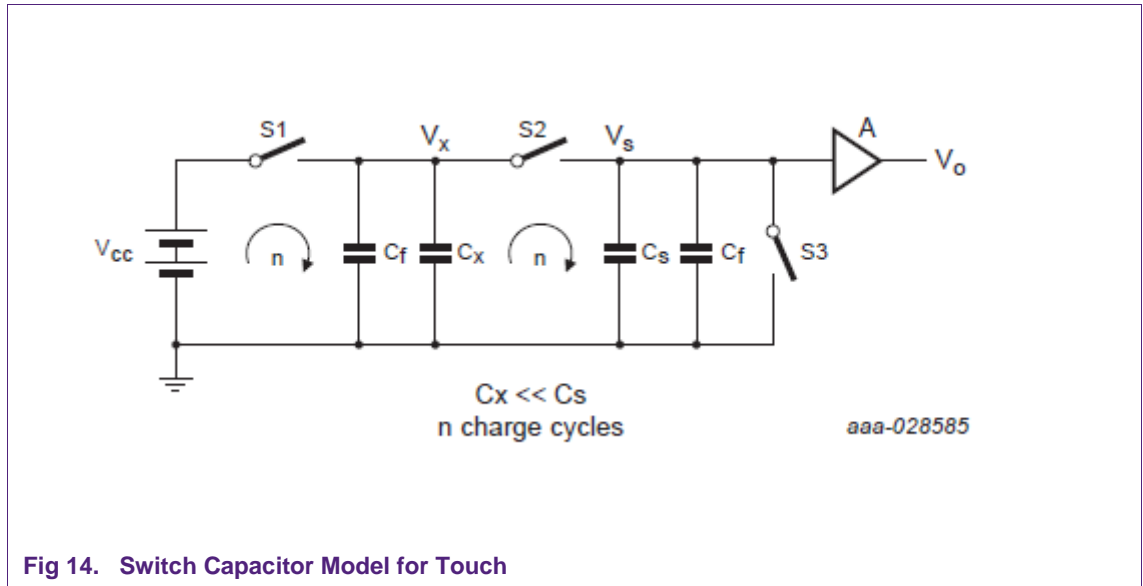 S1
Vx
S2
Vs
A
Vo
Vcc
n
Cf
Cx
n
Cs
Cf
S3
Cx << Cs
n charge cycles
aaa-028585
Fig 14. Switch Capacitor Model for Touch